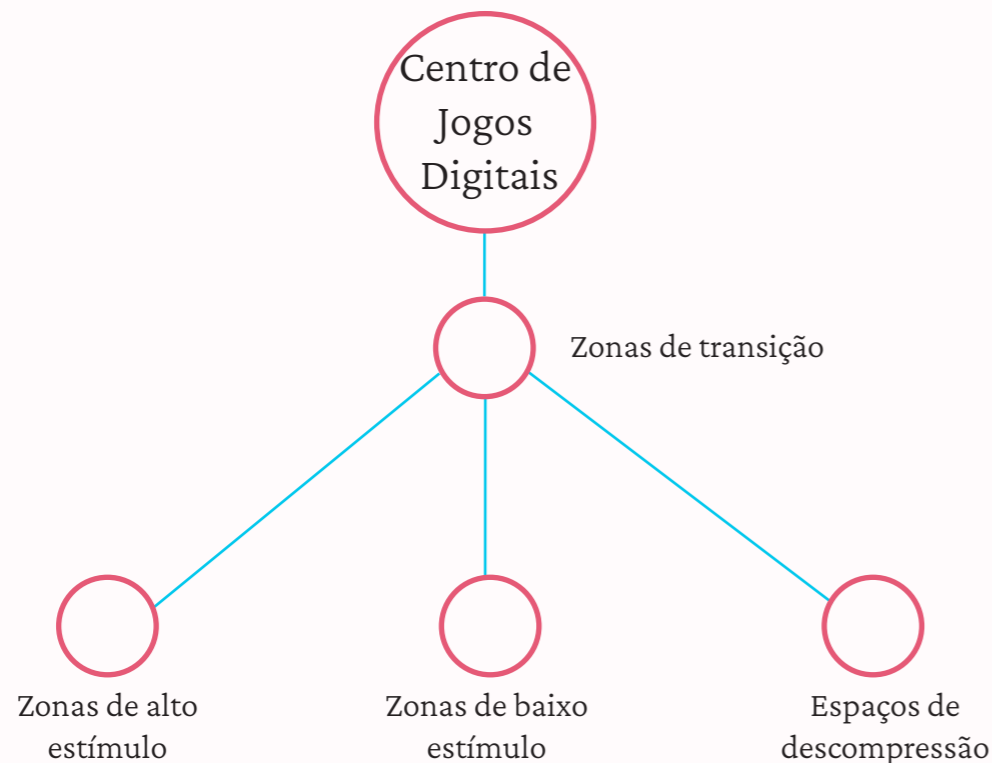 Centro de
Jogos
Digitais
Zonas de transição
Zonas de alto
estímulo
Zonas de baixo
estímulo
Espaços de
descompressão